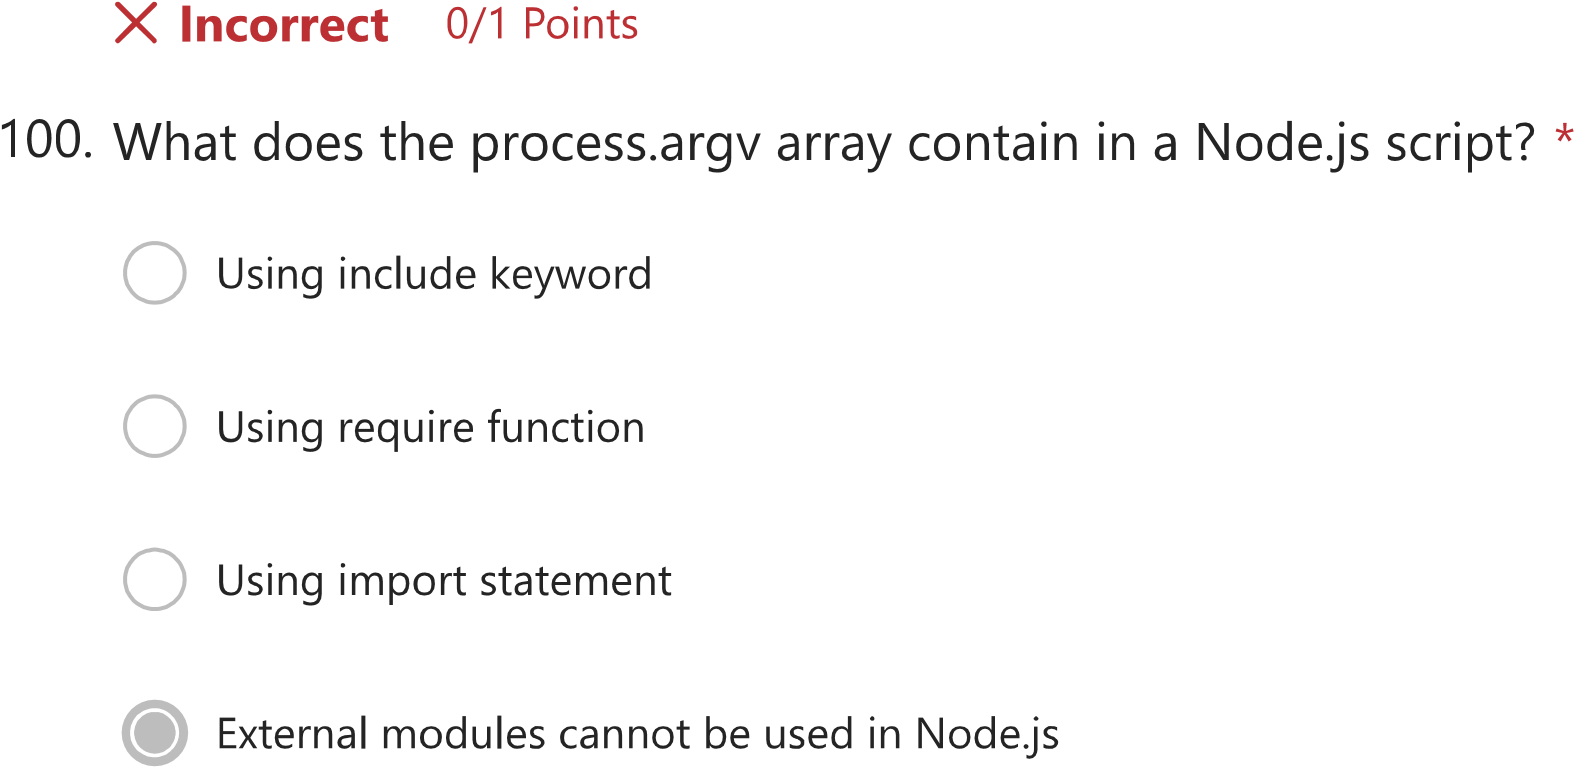 Incorrect 0/1 Points
100. What does the process.argv array contain in a Node.js script? *
Using include keyword
Using require function
Using import statement
External modules cannot be used in Node.js